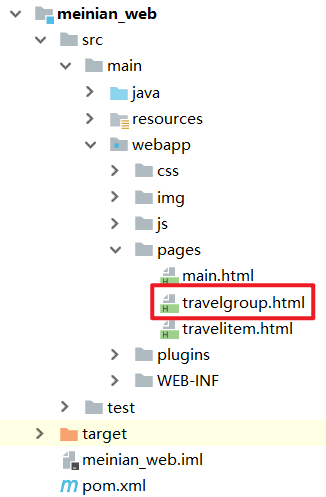 meinian_web
src
main
java
resources
webapp
css
img
js
pages
main.html
travelgroup.html
travelitem.html
plugins
WEB-INF
test
target
meinian_web.iml
pom.xml